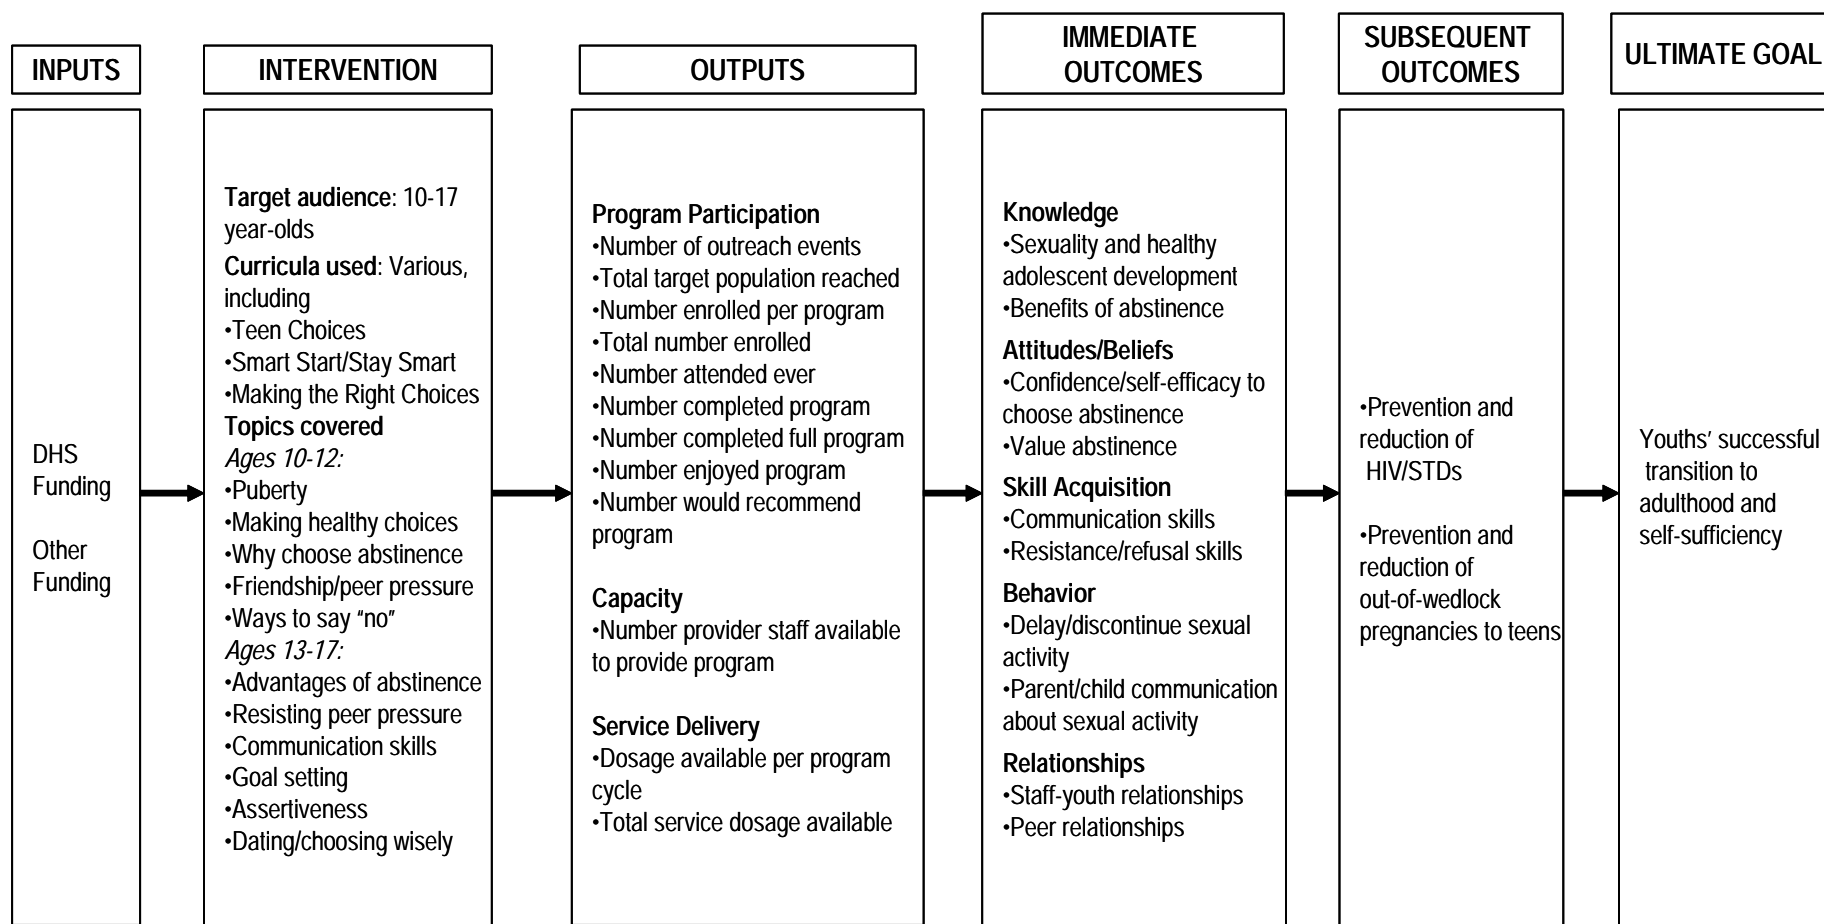 INPUTS
INTERVENTION
OUTPUTS
IMMEDIATE
OUTCOMES
SUBSEQUENT
OUTCOMES
ULTIMATE GOAL
DHS
Funding
Other
Funding
Target audience: 10-17
year-olds
Curricula used: Various,
including
•Teen Choices
•Smart Start/Stay Smart
•Making the Right Choices
Topics covered
Ages 10-12:
•Puberty
•Making healthy choices
•Why choose abstinence
•Friendship/peer pressure
•Ways to say “no”
Ages 13-17:
•Advantages of abstinence
•Resisting peer pressure
•Communication skills
•Goal setting
•Assertiveness
•Dating/choosing wisely
Program Participation
•Number of outreach events
•Total target population reached
•Number enrolled per program
•Total number enrolled
•Number attended ever
•Number completed program
•Number completed full program
•Number enjoyed program
•Number would recommend
program
Capacity
•Number provider staff available
to provide program
Service Delivery
•Dosage available per program
cycle
•Total service dosage available
Knowledge
•Sexuality and healthy
adolescent development
•Benefits of abstinence
Attitudes/Beliefs
•Confidence/self-efficacy to
choose abstinence
•Value abstinence
Skill Acquisition
•Communication skills
•Resistance/refusal skills
Behavior
•Delay/discontinue sexual
activity
•Parent/child communication
about sexual activity
Relationships
•Staff-youth relationships
•Peer relationships
•Prevention and
reduction of
HIV/STDs
•Prevention and
reduction of
out-of-wedlock
pregnancies to teens
Youths’ successful
transition to
adulthood and
self-sufficiency